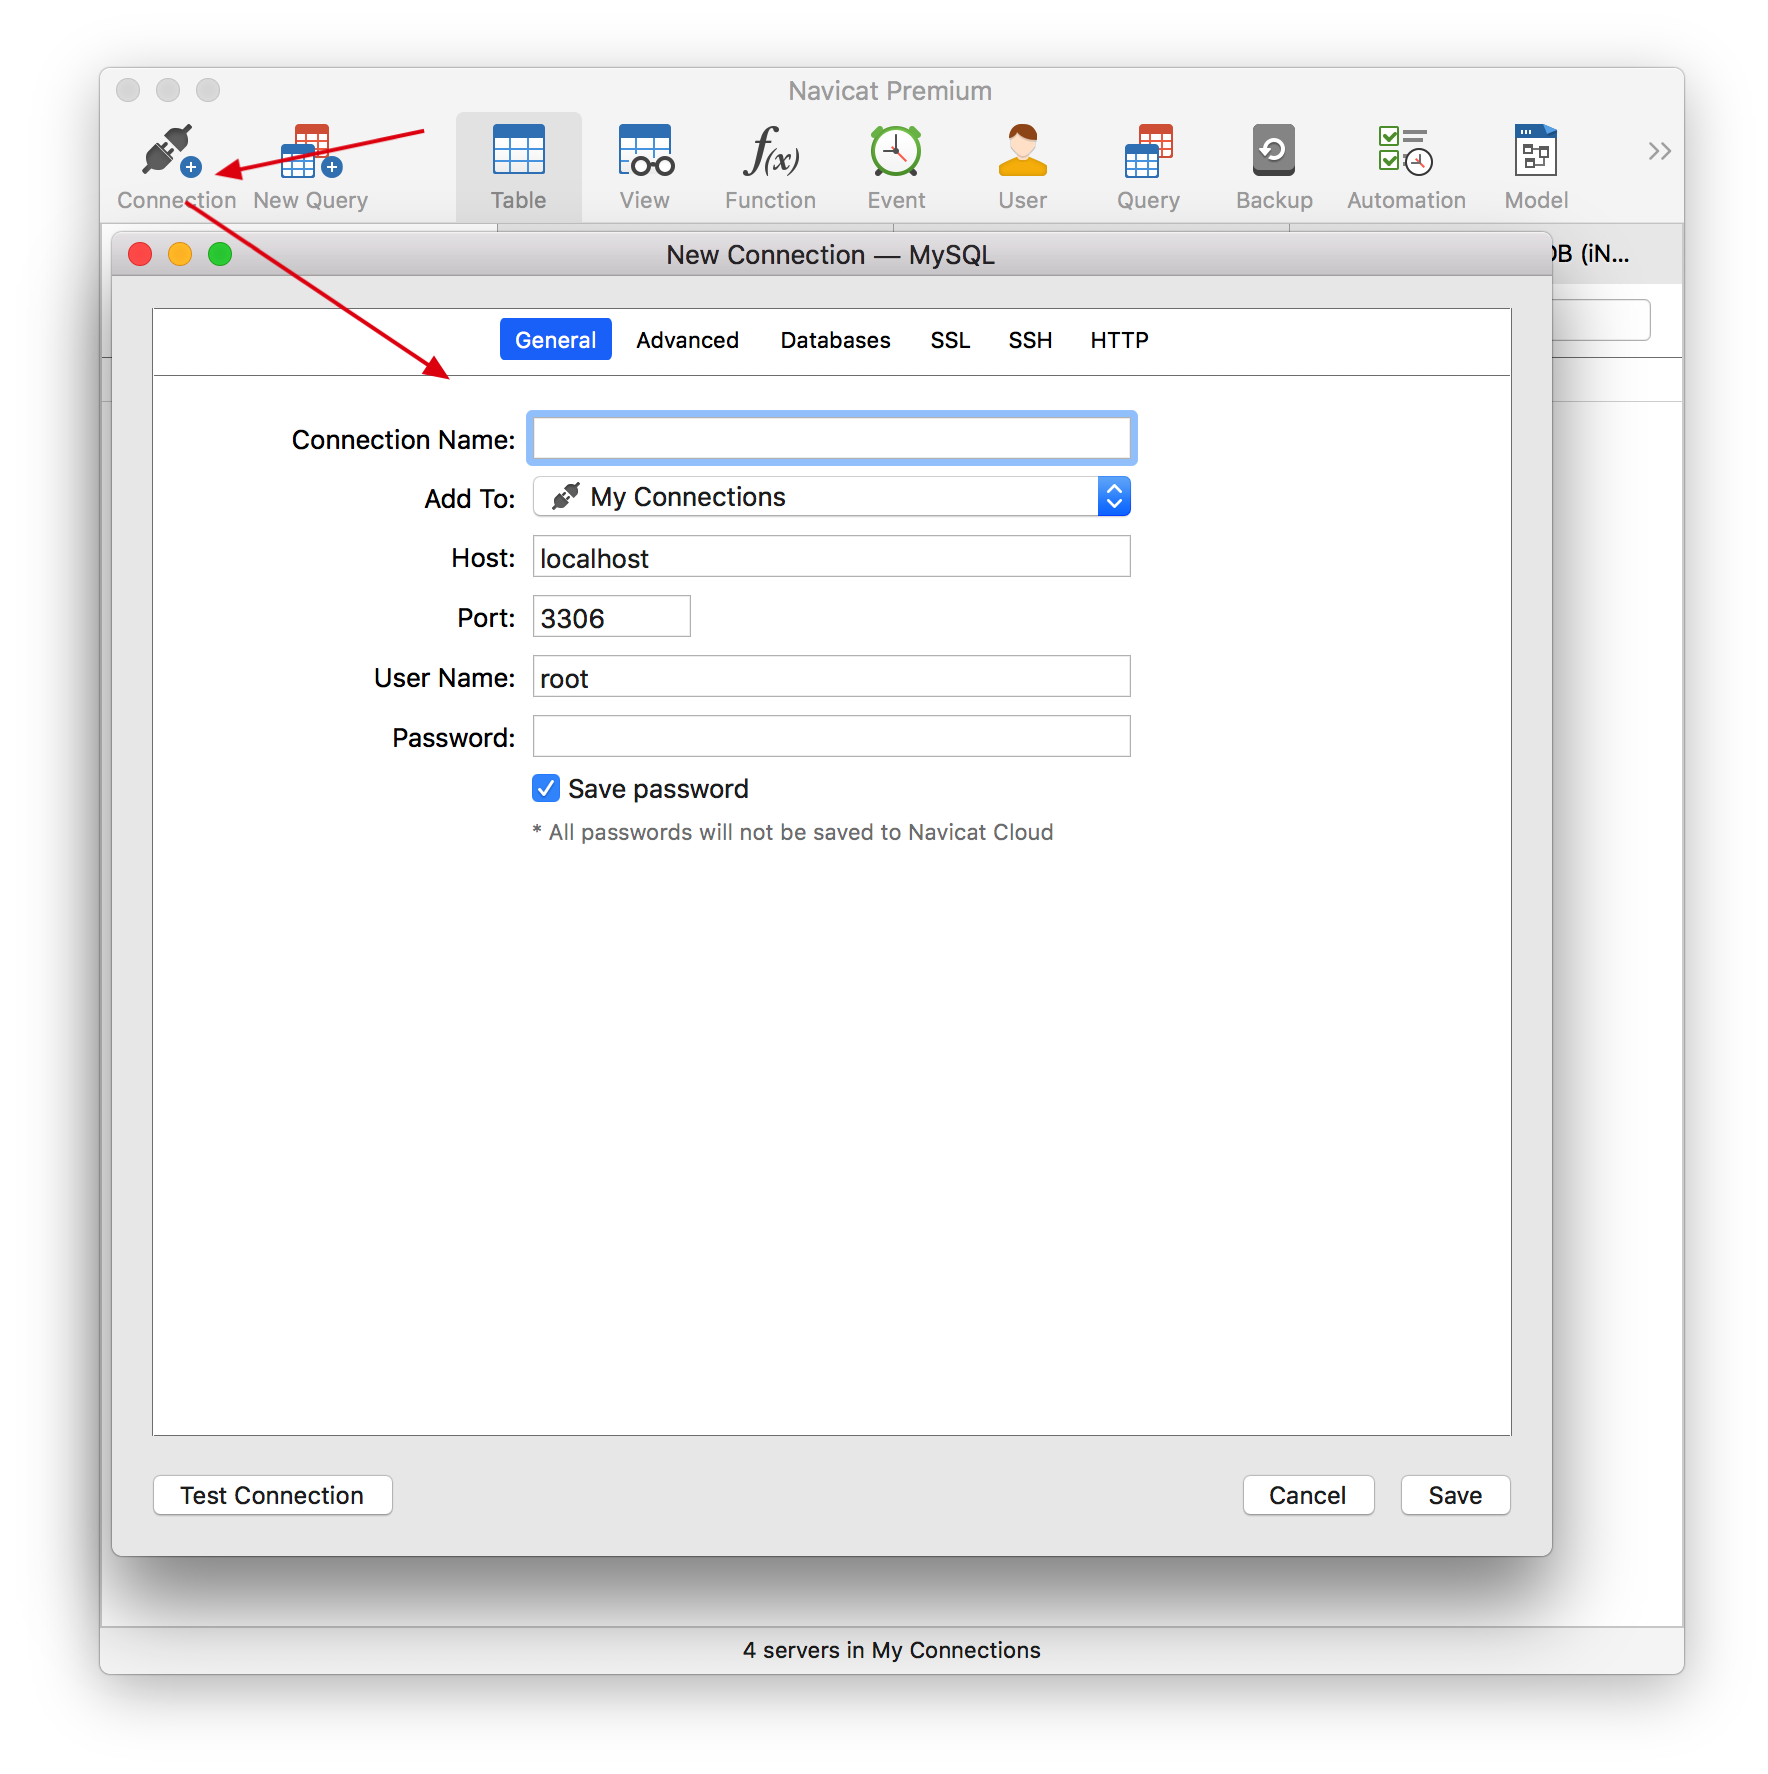 Navicat Premium
Connection New Query Table View Function Event User Query Backup Automation Model
f(x)
New Connection — MySQL
DB (iN...
General Advanced Databases SSL SSH HTTP
Connection Name:
Add To: My Connections
Host: localhost
Port: 3306
User Name: root
Password:
Save password
* All passwords will not be saved to Navicat Cloud
Test Connection Cancel Save
4 servers in My Connections